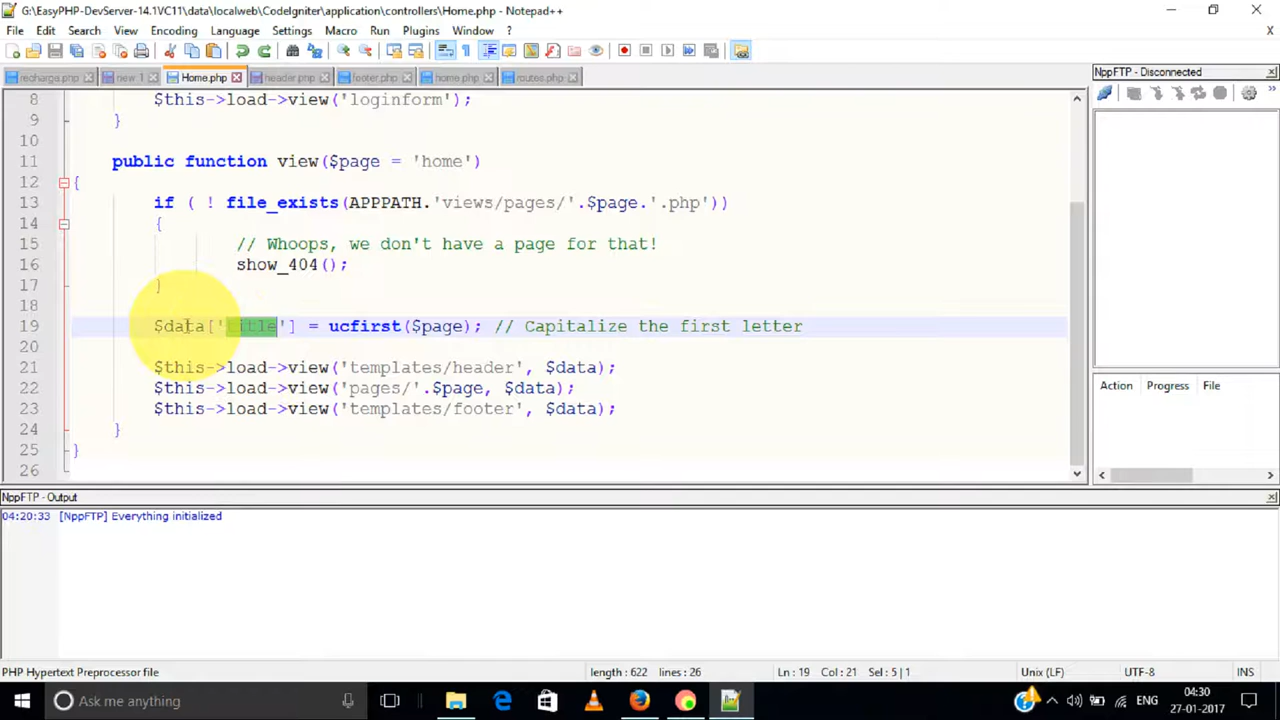 G:\EasyPHP-DevServer-14.1VC11\data\localweb\CodeIgniter\application\controllers\Home.php - Notepad++
File Edit Search View Encoding Language Settings Macro Run Plugins Window ?
X
recharge.php new 1 Home.php header.php footer.php home.php routes.php
NppFTP - Disconnected
8 $this->load->view('loginform');
9 }
10
11 public function view($page = 'home')
12 {
13 if ( ! file_exists(APPPATH.'views/pages/'.$page.'.php'))
14 {
15 // Whoops, we don't have a page for that!
16 show_404();
17 }
18
19 $data['title'] = ucfirst($page); // Capitalize the first letter
20
21 $this->load->view('templates/header', $data);
22 $this->load->view('pages/'.$page, $data);
23 $this->load->view('templates/footer', $data);
24 }
25 }
26
Action Progress File
NppFTP - Output
04:20:33 [NppFTP] Everything initialized
PHP Hypertext Preprocessor file length : 622 lines : 26 Ln : 19 Col : 21 Sel : 5 | 1 Unix (LF) UTF-8 INS
Ask me anything
ENG
04:30
27-01-2017